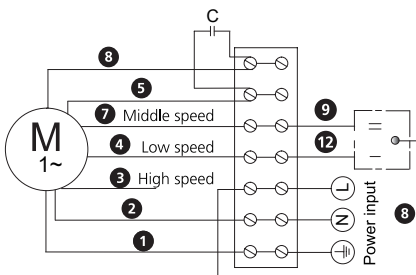 C
8
5
7 Middle speed
9
M
1~
4 Low speed
12
3 High speed
L
2
N
Power input
8
1